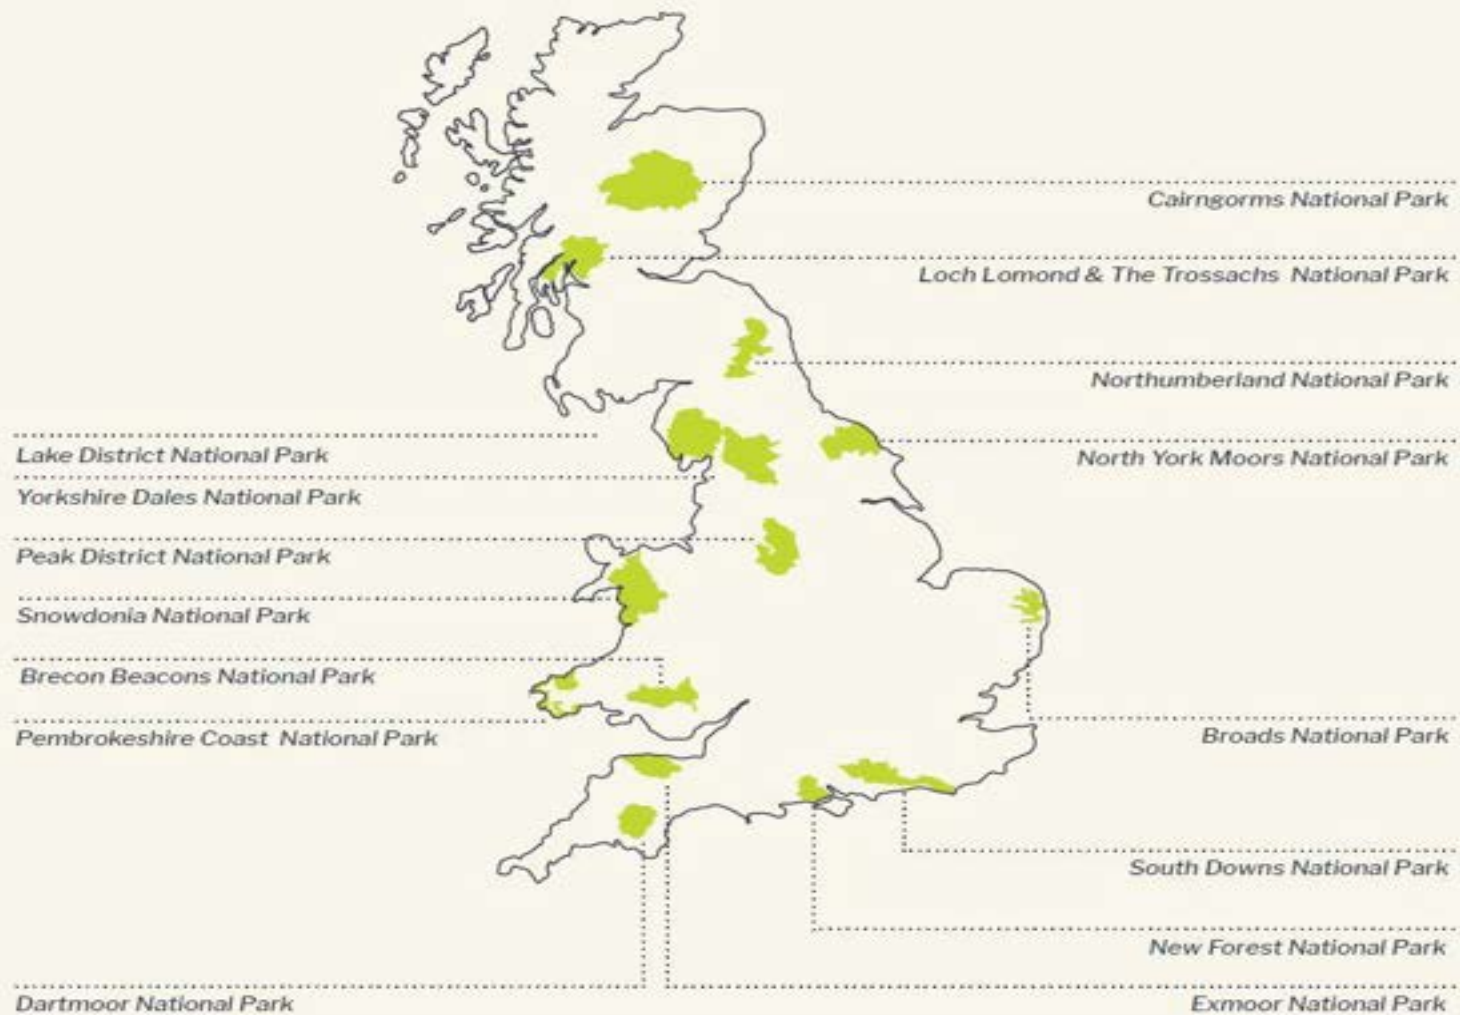 Cairngorms National Park
Loch Lomond & The Trossachs National Park
Northumberland National Park
Lake District National Park
North York Moors National Park
Yorkshire Dales National Park
Peak District National Park
Snowdonia National Park
Brecon Beacons National Park
Pembrokeshire Coast National Park
Broads National Park
South Downs National Park
New Forest National Park
Dartmoor National Park
Exmoor National Park